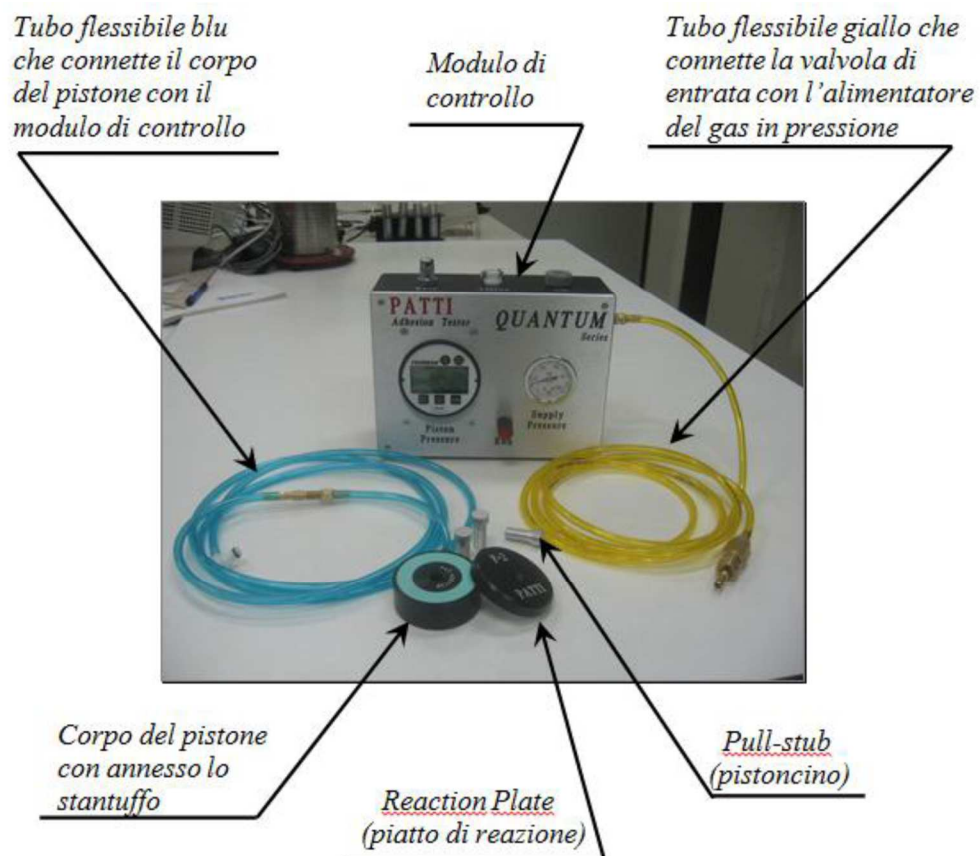 Tubo flessibile blu
che connette il corpo
del pistone con il
modulo di controllo
Modulo di
controllo
Tubo flessibile giallo che
connette la valvola di
entrata con l'alimentatore
del gas in pressione
PATTI
Adhesion Tester
QUANTUM
Series
Piston
Pressure
Supply
Pressure
P-2
PATTI
Corpo del pistone
con annesso lo
stantuffo
Reaction Plate
(piatto di reazione)
Pull-stub
(pistoncino)